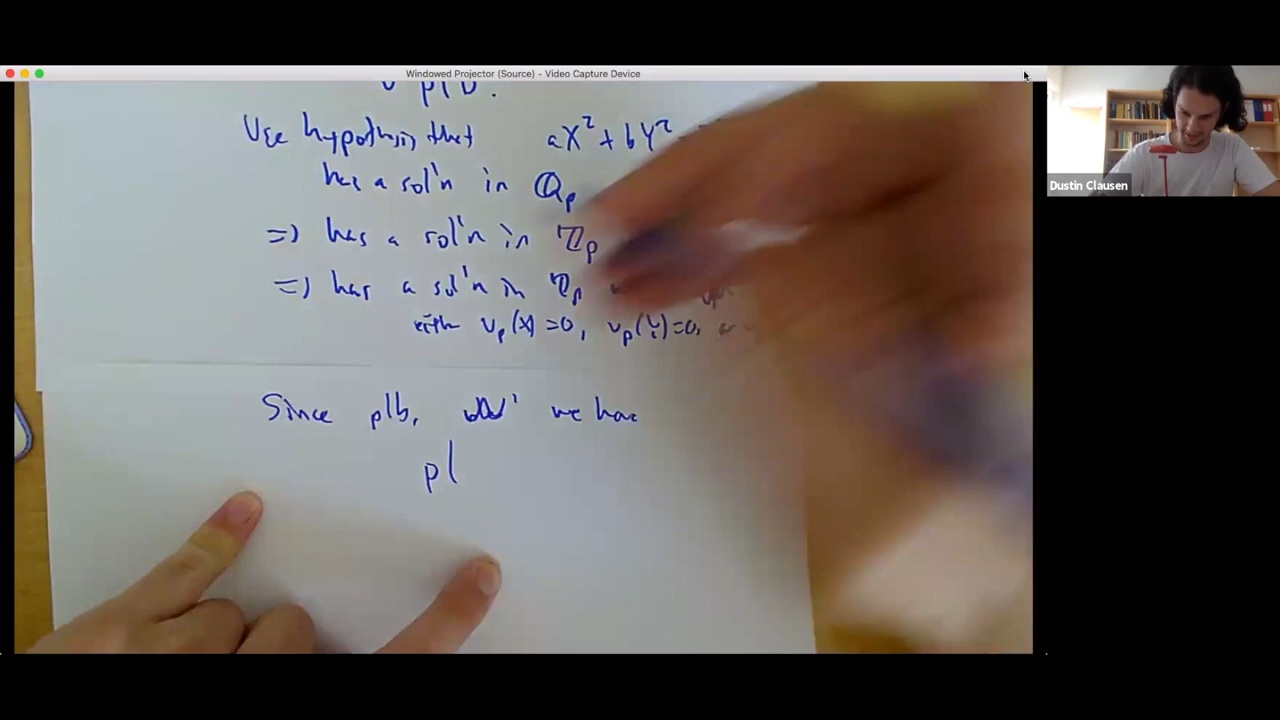 Windowed Projector (Source) - Video Capture Device
Dustin Clausen
p|b.
Use hypothesis that aX² + bY²
has a sol'n in ℚp
=> has a sol'n in ℤp
=> has a sol'n in ℤp
with vp(X)=0, vp(Y)=0, or
Since p|b, we have
p|